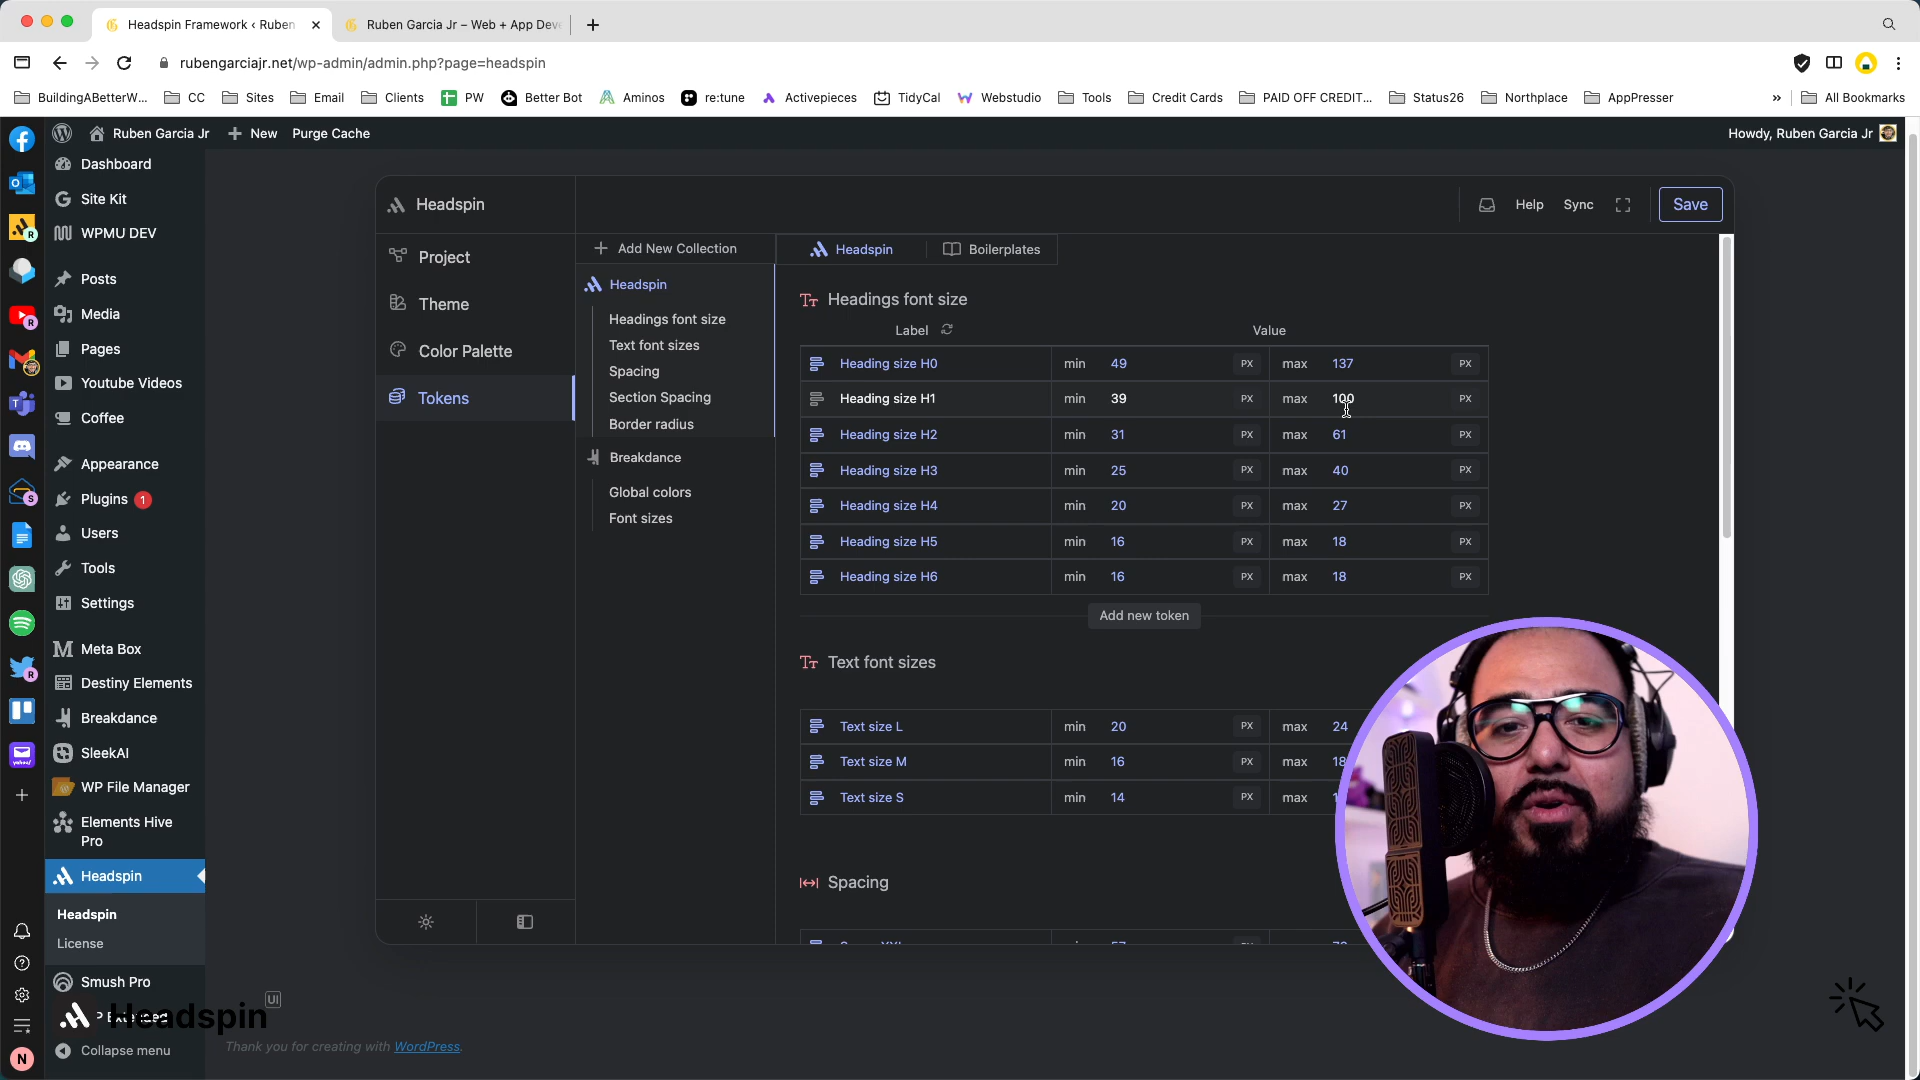 Headspin Framework ‹ Ruben
Ruben Garcia Jr – Web + App Deve
rubengarciajr.net/wp-admin/admin.php?page=headspin
BuildingABetterW...
CC
Sites
Email
Clients
PW
Better Bot
Aminos
re:tune
Activepieces
TidyCal
Webstudio
Tools
Credit Cards
PAID OFF CREDIT...
Status26
Northplace
AppPresser
»
All Bookmarks
Ruben Garcia Jr
New
Purge Cache
Howdy, Ruben Garcia Jr
Dashboard
Site Kit
WPMU DEV
Posts
Media
Pages
Youtube Videos
Coffee
Appearance
Plugins 1
Users
Tools
Settings
Meta Box
Destiny Elements
Breakdance
SleekAI
WP File Manager
Elements Hive
Pro
Headspin
Headspin
License
Smush Pro
Headspin UI
Collapse menu
N
Headspin
Help
Sync
Save
Project
Theme
Color Palette
Tokens
Add New Collection
Headspin
Headings font size
Text font sizes
Spacing
Section Spacing
Border radius
Breakdance
Global colors
Font sizes
Headspin
Boilerplates
Headings font size
Label Value
Heading size H0 min 49 PX max 137 PX
Heading size H1 min 39 PX max 100 PX
Heading size H2 min 31 PX max 61 PX
Heading size H3 min 25 PX max 40 PX
Heading size H4 min 20 PX max 27 PX
Heading size H5 min 16 PX max 18 PX
Heading size H6 min 16 PX max 18 PX
Add new token
Text font sizes
Text size L min 20 PX max 24
Text size M min 16 PX max 18
Text size S min 14 PX max
Spacing
Thank you for creating with WordPress.